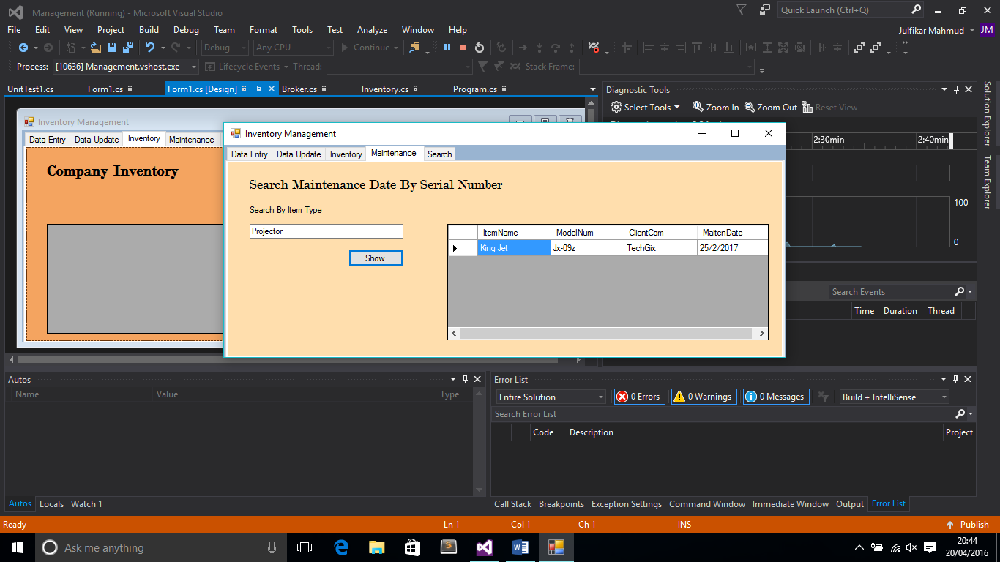 Management (Running) - Microsoft Visual Studio
Quick Launch (Ctrl+Q)
File Edit View Project Build Debug Team Format Tools Test Analyze Window Help
Julfikar Mahmud JM
Debug Any CPU Continue
Process: [10636] Management.vshost.exe Lifecycle Events Thread: Stack Frame:
UnitTest1.cs Form1.cs Form1.cs [Design] Broker.cs Inventory.cs Program.cs
Diagnostic Tools
Select Tools Zoom In Zoom Out Reset View
Solution Explorer
Team Explorer
Inventory Management
Data Entry Data Update Inventory Maintenance
Company Inventory
Inventory Management
Data Entry Data Update Inventory Maintenance Search
Search Maintenance Date By Serial Number
Search By Item Type
Projector
Show
ItemName ModelNum ClientCom MaitenDate
King Jet Jx-09z TechGix 25/2/2017
2:30min 2:40min
100
0
Search Events
Time Duration Thread
Autos
Name Value Type
Autos Locals Watch 1
Error List
Entire Solution 0 Errors 0 Warnings 0 Messages Build + IntelliSense
Search Error List
Code Description Project
Call Stack Breakpoints Exception Settings Command Window Immediate Window Output Error List
Ready Ln 1 Col 1 Ch 1 INS Publish
Ask me anything
20:44
20/04/2016